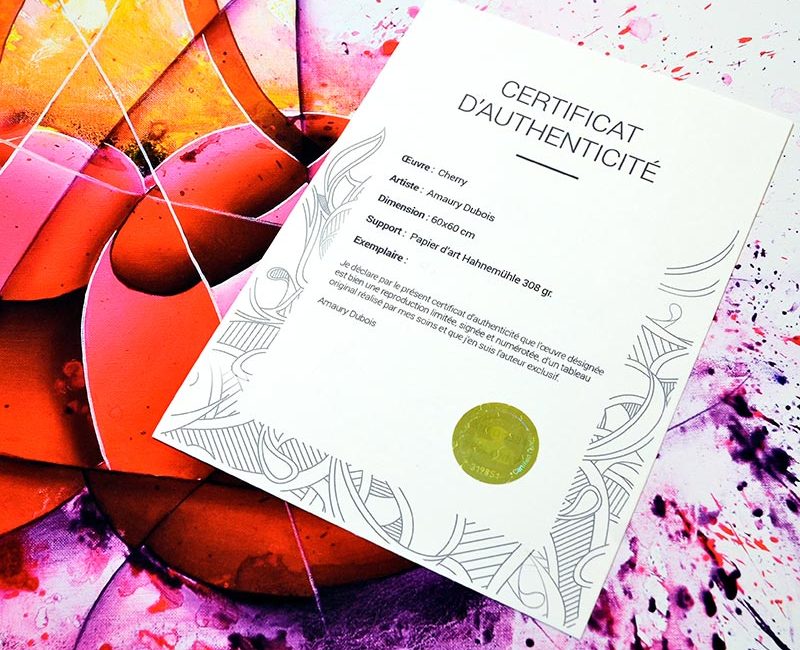 CERTIFICAT
D'AUTHENTICITÉ
Œuvre : Cherry
Artiste : Amaury Dubois
Dimension : 60x60 cm
Support : Papier d'art Hahnemühle 308 gr.
Exemplaire :
Je déclare par le présent certificat d'authenticité que l'œuvre désignée
est bien une reproduction limitée, signée et numérotée, d'un tableau
original réalisé par mes soins et que j'en suis l'auteur exclusif.
Amaury Dubois
319851